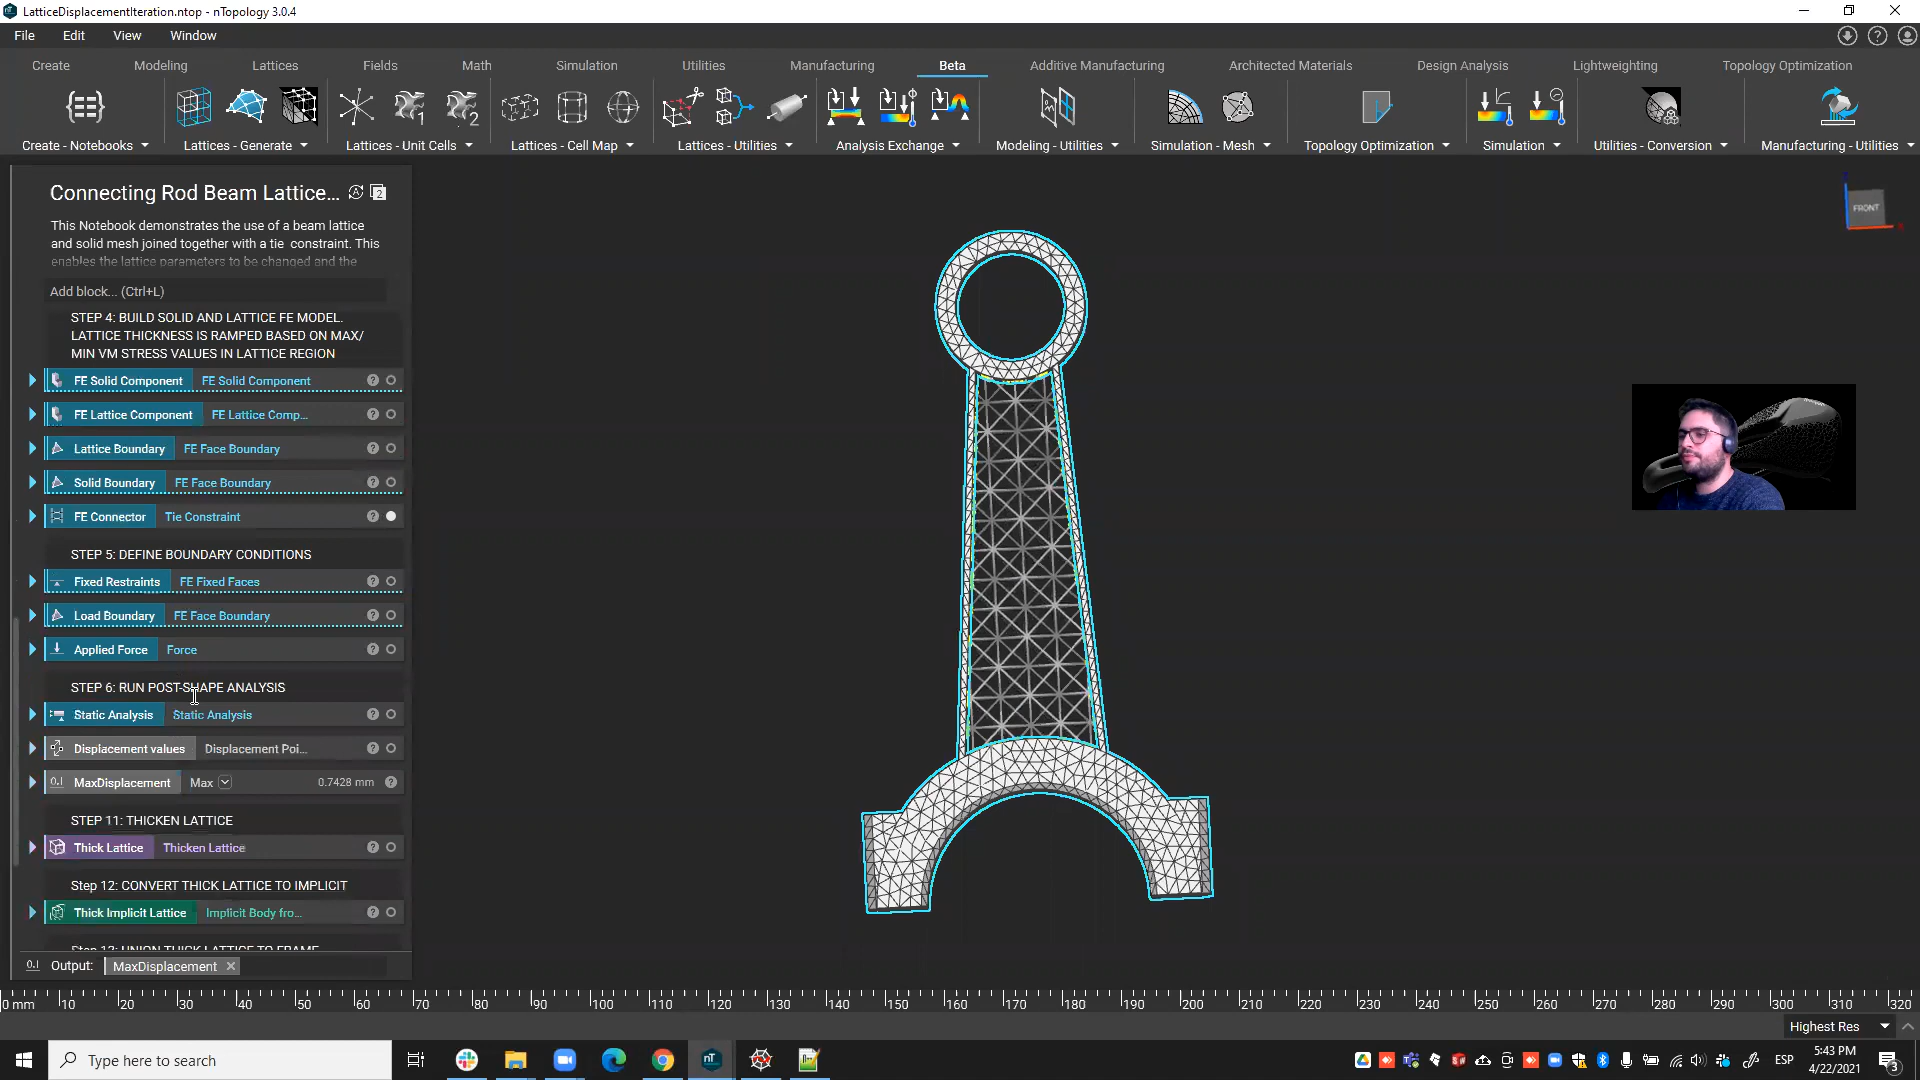 LatticeDisplacementIteration.ntop - nTopology 3.0.4
File Edit View Window
Create Modeling Lattices Fields Math Simulation Utilities Manufacturing Beta Additive Manufacturing Architected Materials Design Analysis Lightweighting Topology Optimization
Create - Notebooks Lattices - Generate Lattices - Unit Cells Lattices - Cell Map Lattices - Utilities Analysis Exchange Modeling - Utilities Simulation - Mesh Topology Optimization Simulation Utilities - Conversion Manufacturing - Utilities
Connecting Rod Beam Lattice...
This Notebook demonstrates the use of a beam lattice
and solid mesh joined together with a tie constraint. This
enables the lattice parameters to be changed and the
Add block... (Ctrl+L)
STEP 4: BUILD SOLID AND LATTICE FE MODEL.
LATTICE THICKNESS IS RAMPED BASED ON MAX/
MIN VM STRESS VALUES IN LATTICE REGION
FE Solid Component FE Solid Component
FE Lattice Component FE Lattice Comp...
Lattice Boundary FE Face Boundary
Solid Boundary FE Face Boundary
FE Connector Tie Constraint
STEP 5: DEFINE BOUNDARY CONDITIONS
Fixed Restraints FE Fixed Faces
Load Boundary FE Face Boundary
Applied Force Force
STEP 6: RUN POST-SHAPE ANALYSIS
Static Analysis Static Analysis
Displacement values Displacement Poi...
MaxDisplacement Max 0.7428 mm
STEP 11: THICKEN LATTICE
Thick Lattice Thicken Lattice
Step 12: CONVERT THICK LATTICE TO IMPLICIT
Thick Implicit Lattice Implicit Body fro...
Step 13: UNION THICK LATTICE TO FRAME
Output: MaxDisplacement
FRONT
0 mm 10 20 30 40 50 60 70 80 90 100 110 120 130 140 150 160 170 180 190 200 210 220 230 240 250 260 270 280 290 300 310 320
Highest Res
Type here to search
ESP
5:43 PM
4/22/2021
3